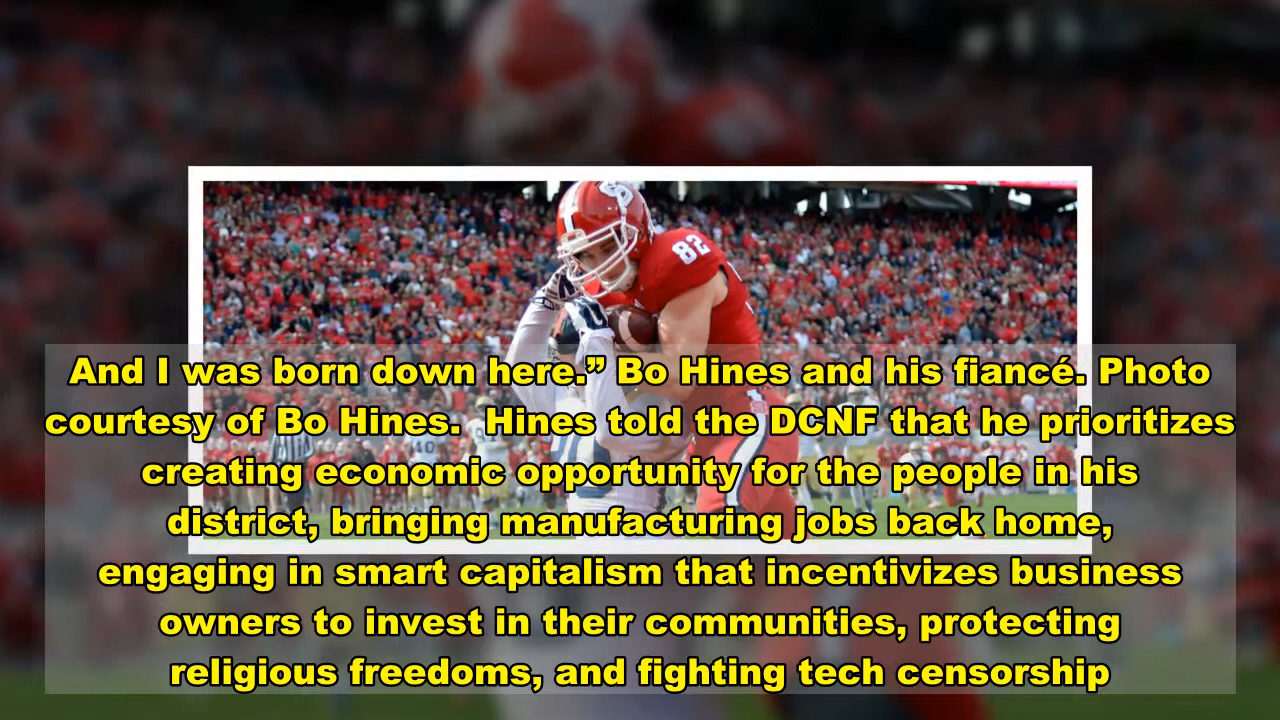 82
And I was born down here.” Bo Hines and his fiancé. Photo
courtesy of Bo Hines.  Hines told the DCNF that he prioritizes
creating economic opportunity for the people in his
district, bringing manufacturing jobs back home,
engaging in smart capitalism that incentivizes business
owners to invest in their communities, protecting
religious freedoms, and fighting tech censorship